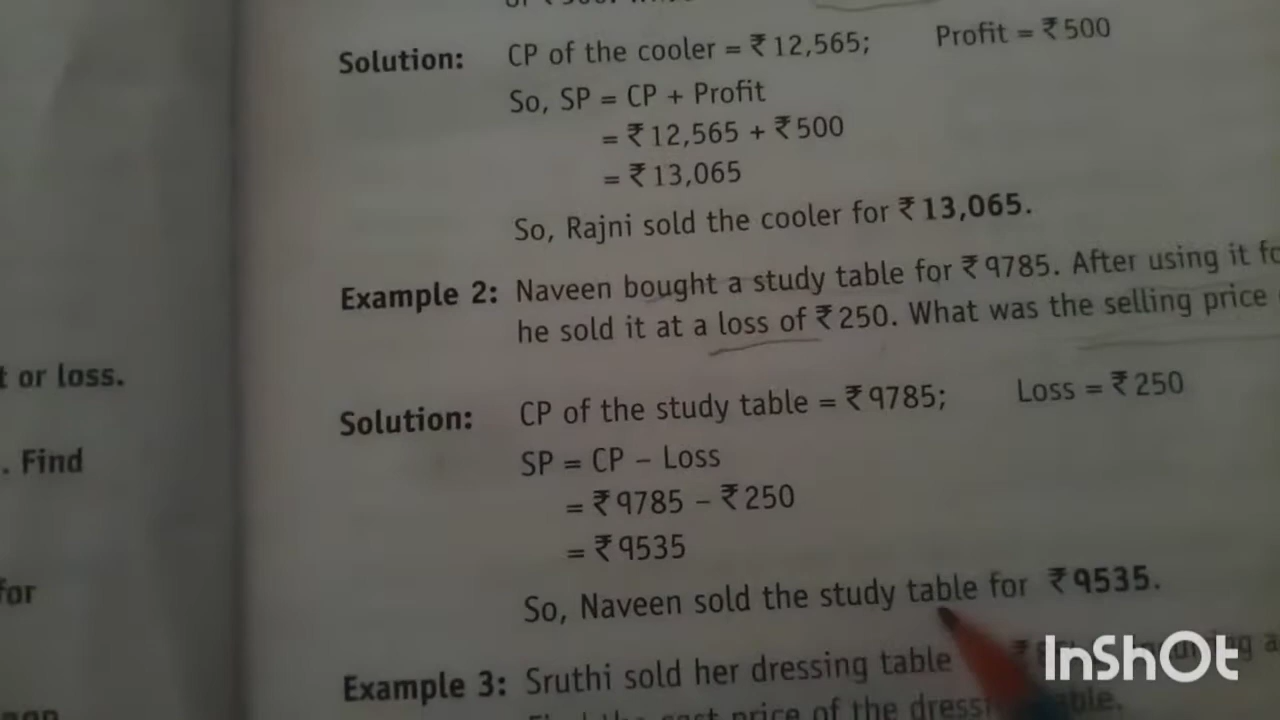 Solution: CP of the cooler = ₹12,565; Profit = ₹500
So, SP = CP + Profit
= ₹12,565 + ₹500
= ₹13,065
So, Rajni sold the cooler for ₹13,065.
Example 2: Naveen bought a study table for ₹9785. After using it
he sold it at a loss of ₹250. What was the selling price
t or loss.
Solution: CP of the study table = ₹9785; Loss = ₹250
. Find
SP = CP – Loss
= ₹9785 – ₹250
= ₹9535
for
So, Naveen sold the study table for ₹9535.
Example 3: Sruthi sold her dressing table
cost price of the
InShOt